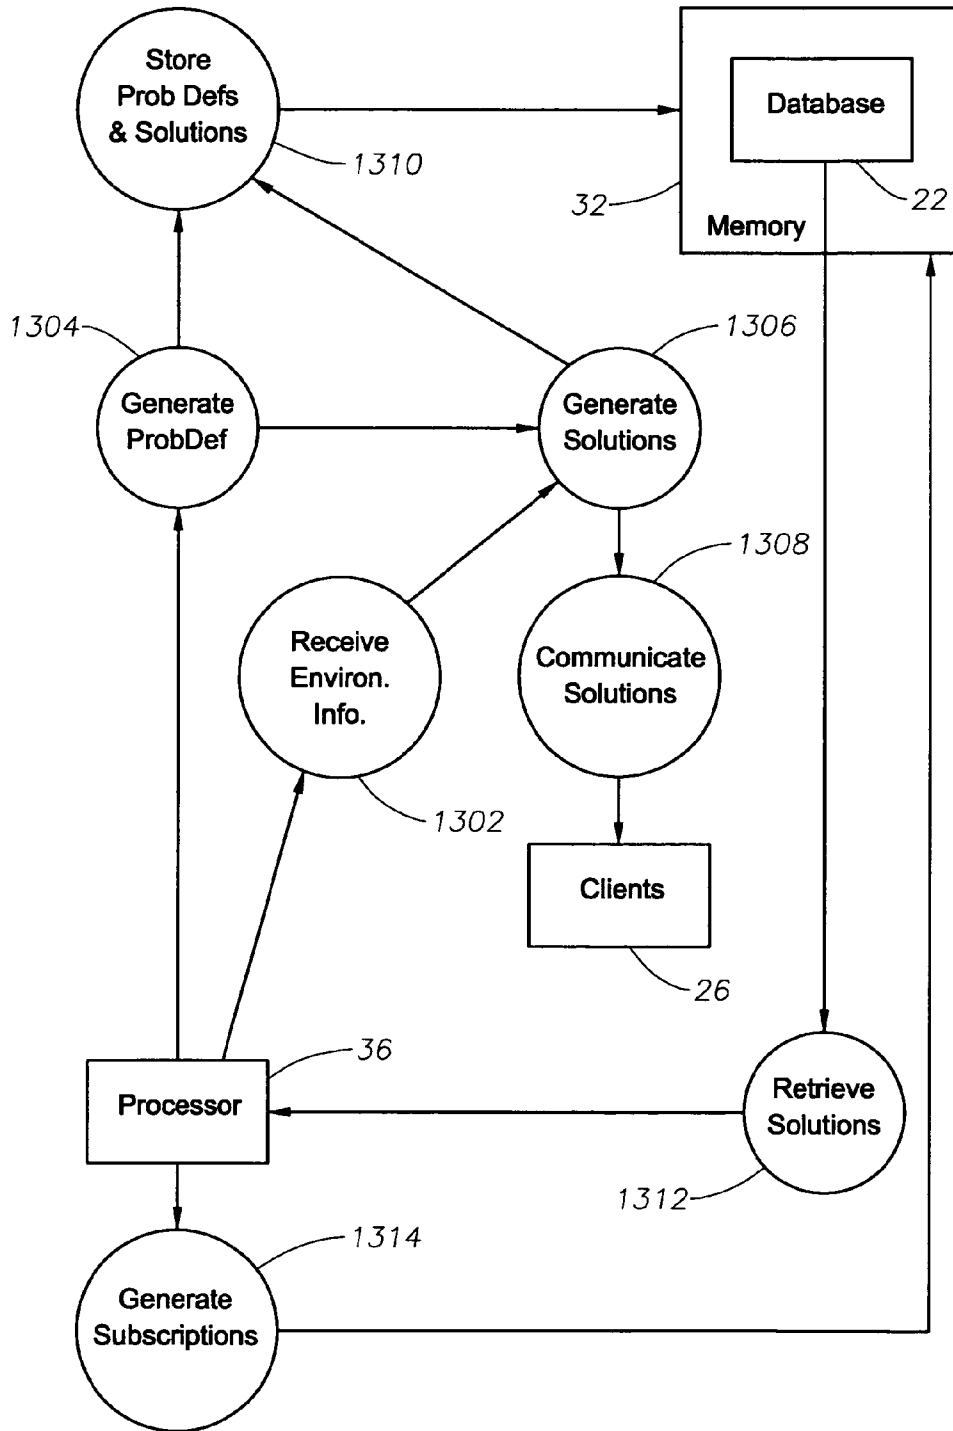 Store
Prob Defs
& Solutions
1310
Database
22
32
Memory
1304
Generate
ProbDef
1306
Generate
Solutions
1308
Communicate
Solutions
Receive
Environ.
Info.
1302
Clients
26
36
Processor
Retrieve
Solutions
1312
1314
Generate
Subscriptions